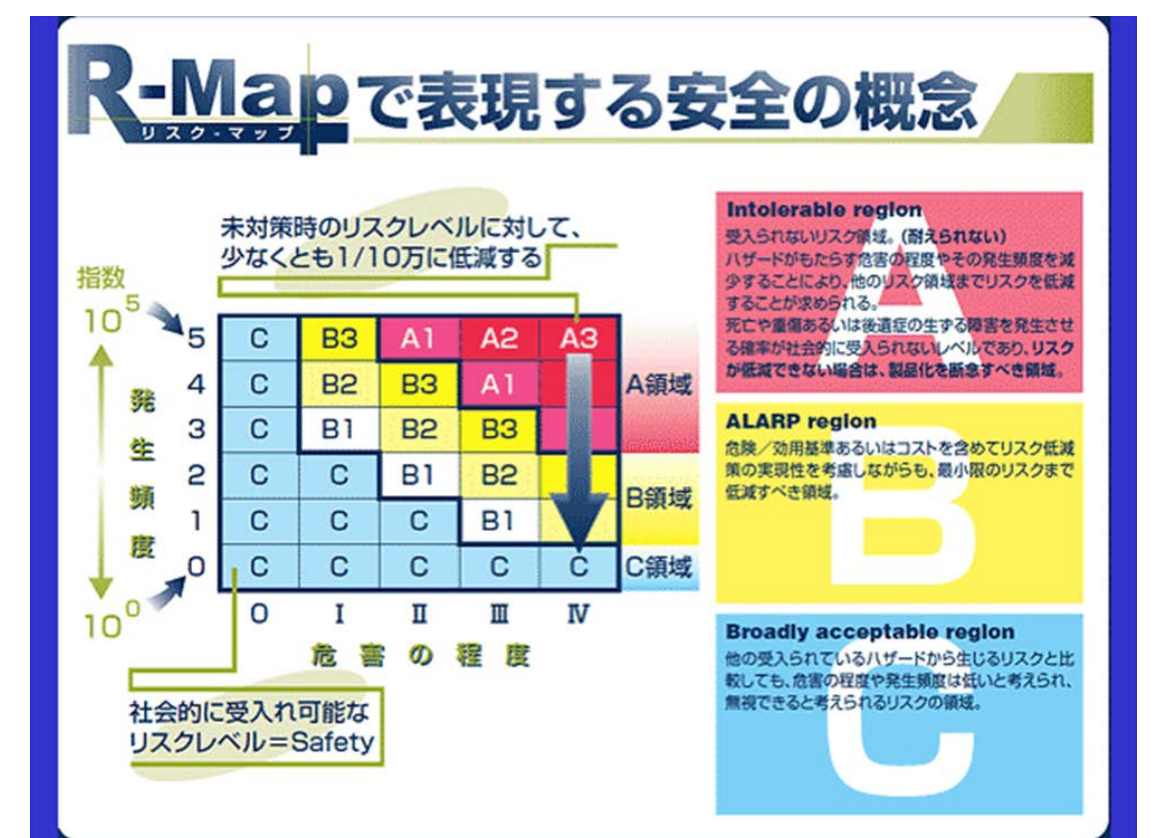 R-Mapで表現する安全の概念
リスク-マップ
未対策時のリスクレベルに対して、
少なくとも1/10万に低減する
指数
10⁵
発生頻度
5 C B3 A1 A2 A3
4 C B2 B3 A1
3 C B1 B2 B3
2 C C B1 B2
1 C C C B1
0 C C C C C
10⁰
0 I II III IV
危害の程度
A領域
B領域
C領域
社会的に受入れ可能な
リスクレベル=Safety
Intolerable region
受入られないリスク領域。(耐えられない)
ハザードがもたらす危害の程度やその発生頻度を減
少することにより、他のリスク領域までリスクを低減
することが求められる。
死亡や重傷あるいは後遺症の生ずる障害を発生させ
る確率が社会的に受入られないレベルであり、リスク
が低減できない場合は、製品化を断念すべき領域。
A
ALARP region
危険/効用基準あるいはコストを含めてリスク低減
策の実現性を考慮しながらも、最小限のリスクまで
低減すべき領域。
B
Broadly acceptable region
他の受入られているハザードから生じるリスクと比
較しても、危害の程度や発生頻度は低いと考えられ、
無視できると考えられるリスクの領域。
C